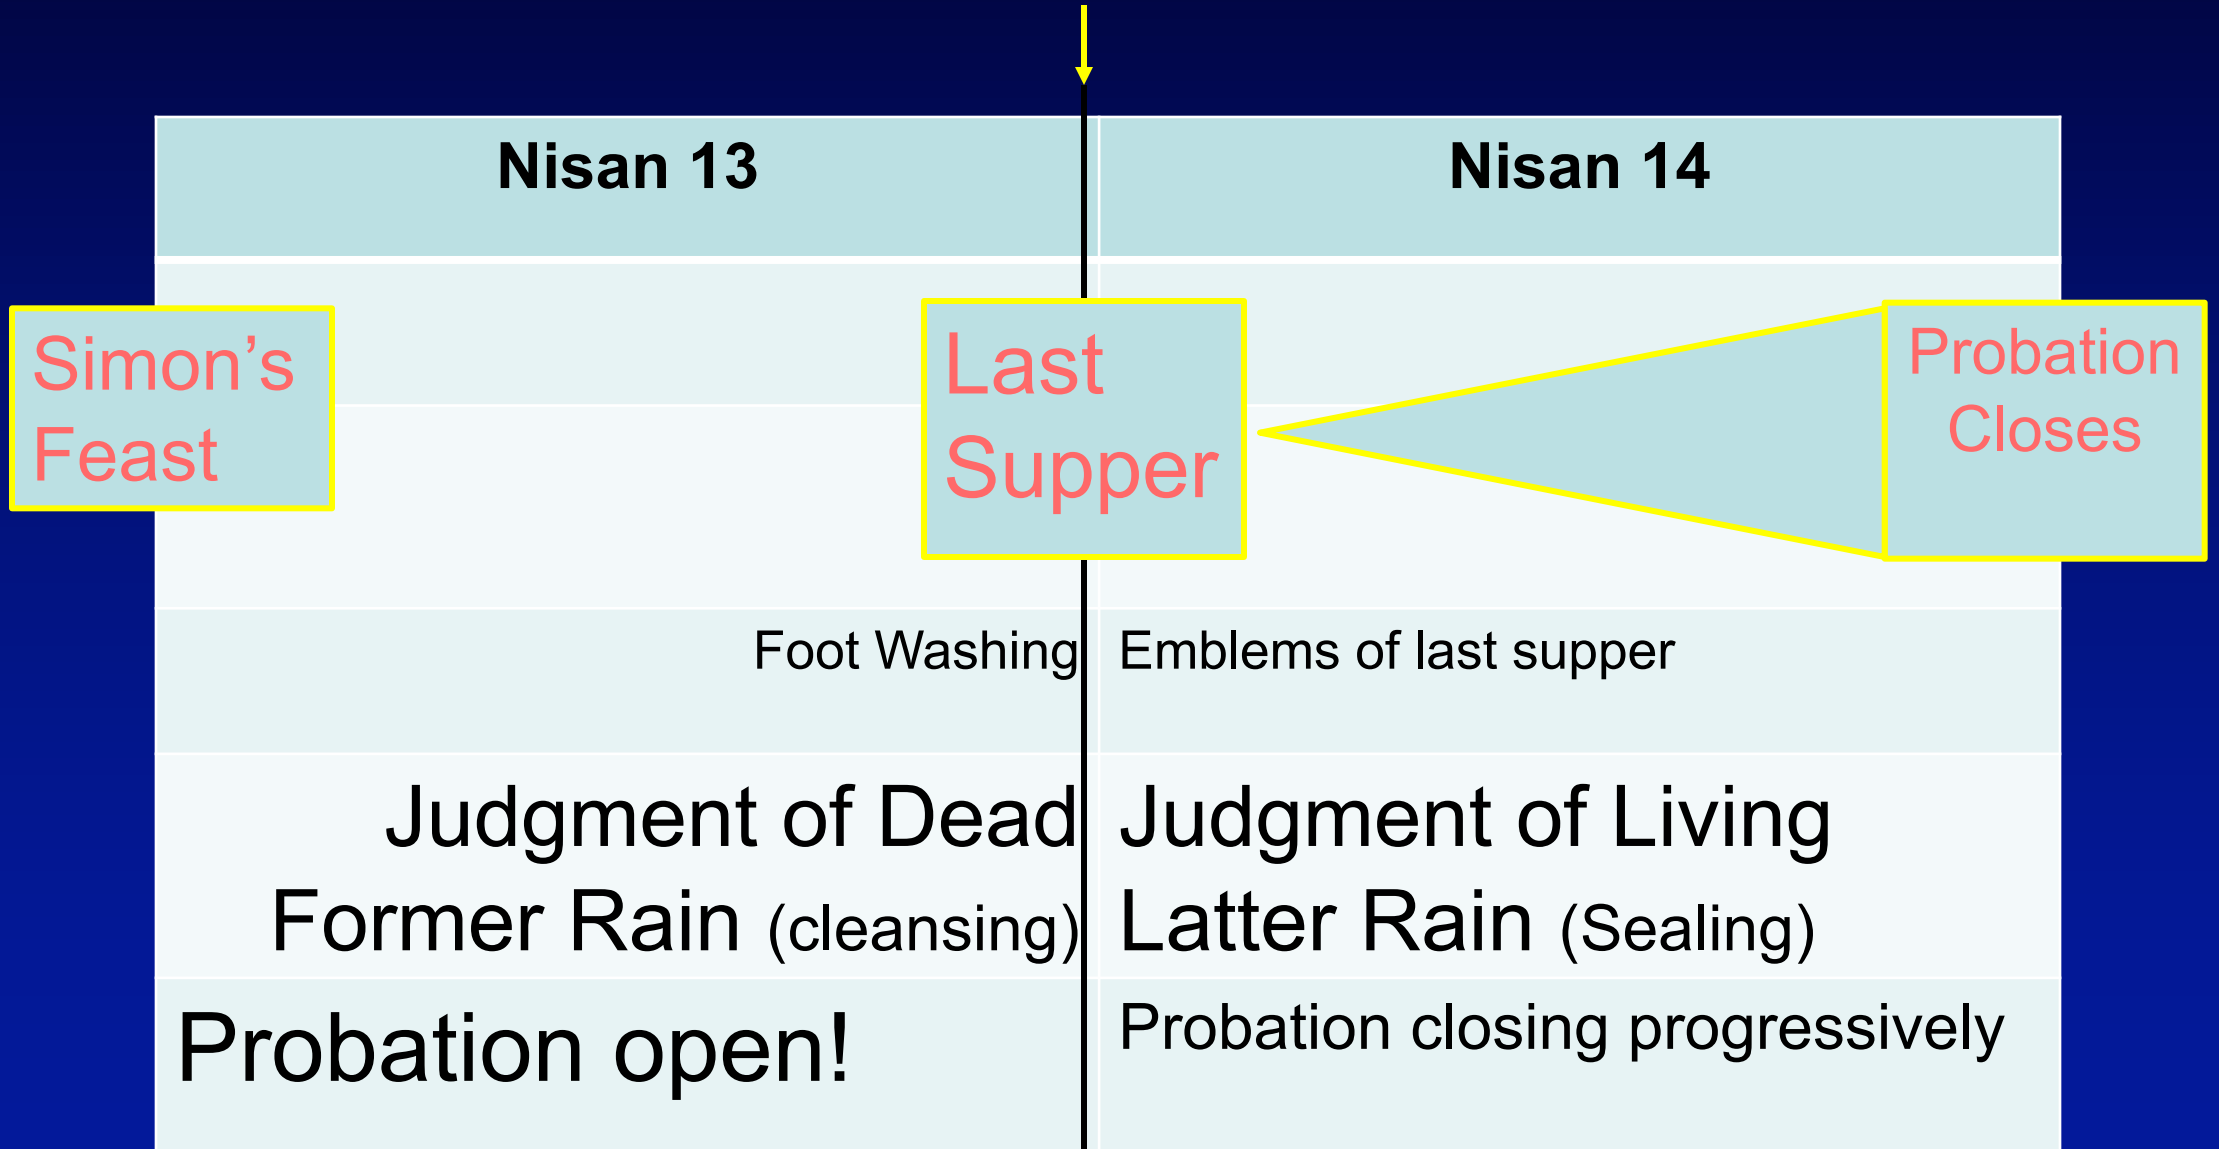 Nisan 13
Nisan 14
Simon’s
Feast
Last
Supper
Probation
Closes
Foot Washing
Emblems of last supper
Judgment of Dead
Former Rain (cleansing)
Judgment of Living
Latter Rain (Sealing)
Probation open!
Probation closing progressively